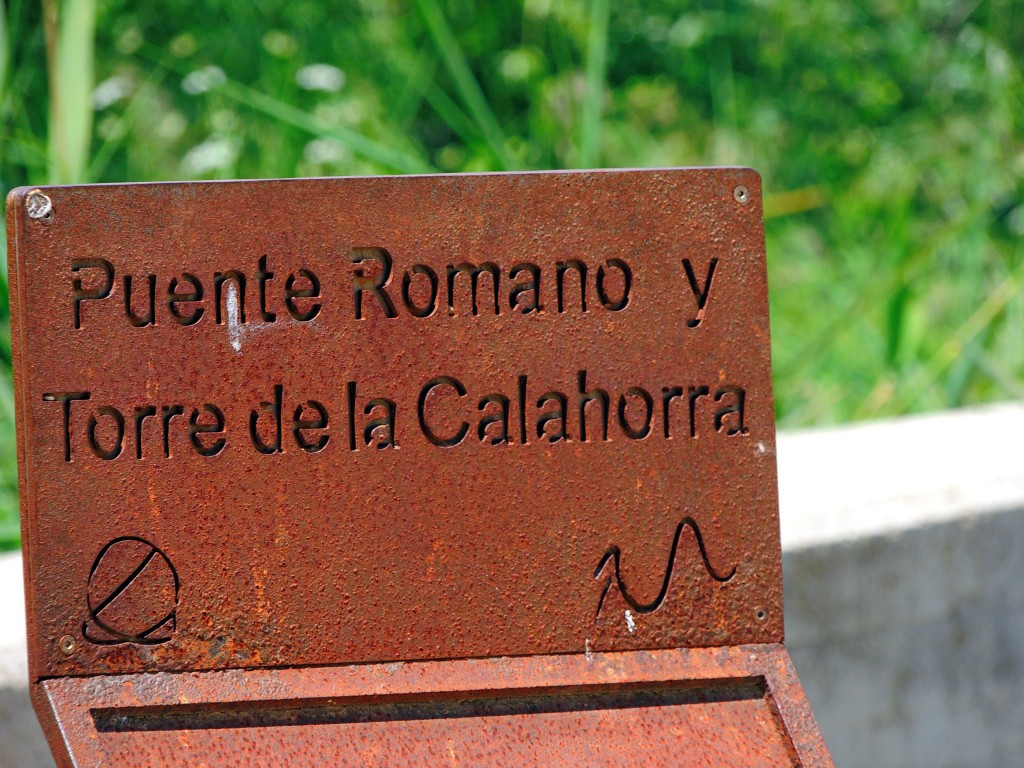 Puente Romano y
Torre de la Calahorra